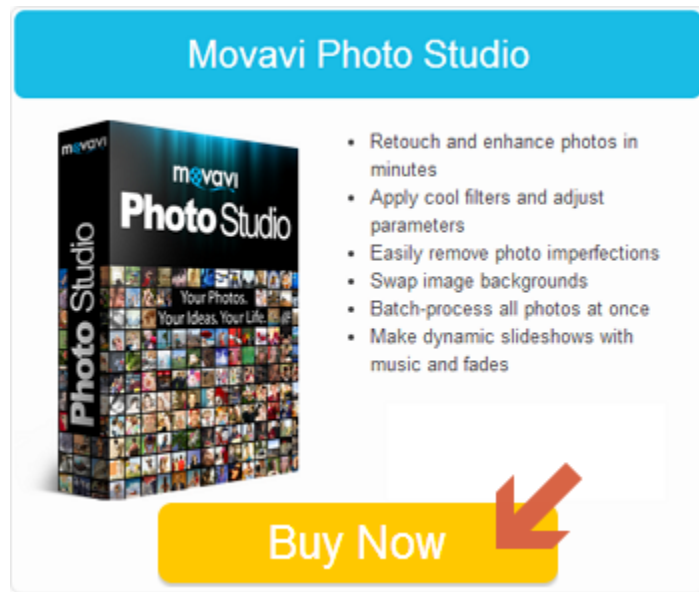 Movavi Photo Studio
movavi
movavi
Photo Studio
Photo Studio
Your Photos.
Your Ideas. Your Life.
• Retouch and enhance photos in
minutes
• Apply cool filters and adjust
parameters
• Easily remove photo imperfections
• Swap image backgrounds
• Batch-process all photos at once
• Make dynamic slideshows with
music and fades
Buy Now